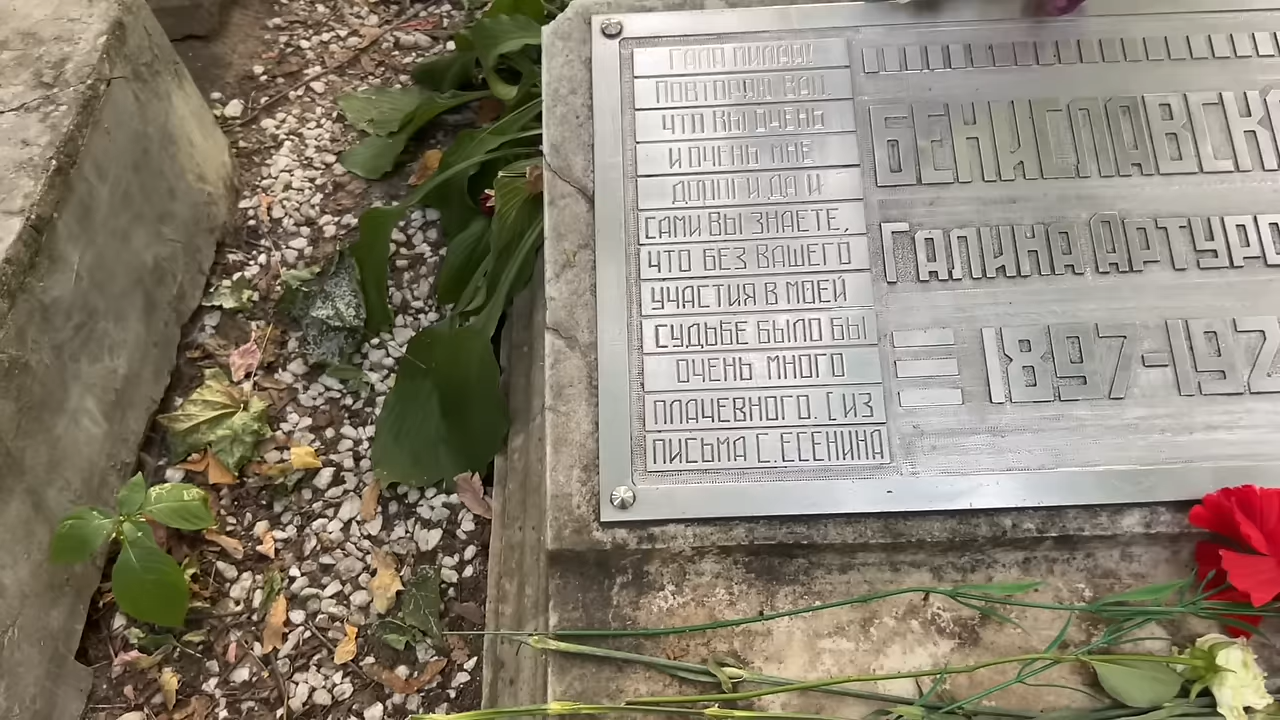 ГАЛЯ МИЛАЯ!
ПОВТОРЯЮ ВАМ,
ЧТО ВЫ ОЧЕНЬ
И ОЧЕНЬ МНЕ
ДОРОГИ. ДА И
САМИ ВЫ ЗНАЕТЕ,
ЧТО БЕЗ ВАШЕГО
УЧАСТИЯ В МОЕЙ
СУДЬБЕ БЫЛО БЫ
ОЧЕНЬ МНОГО
ПЛАЧЕВНОГО. (ИЗ
ПИСЬМА С. ЕСЕНИНА
БЕНИСЛАВСКА
ГАЛИНА АРТУРО
1897-192